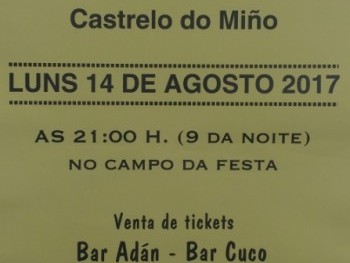 Castrelo do Miño
LUNS 14 DE AGOSTO 2017
AS 21:00 H. (9 DA NOITE)
NO CAMPO DA FESTA
Venta de tickets
Bar Adán - Bar Cuco